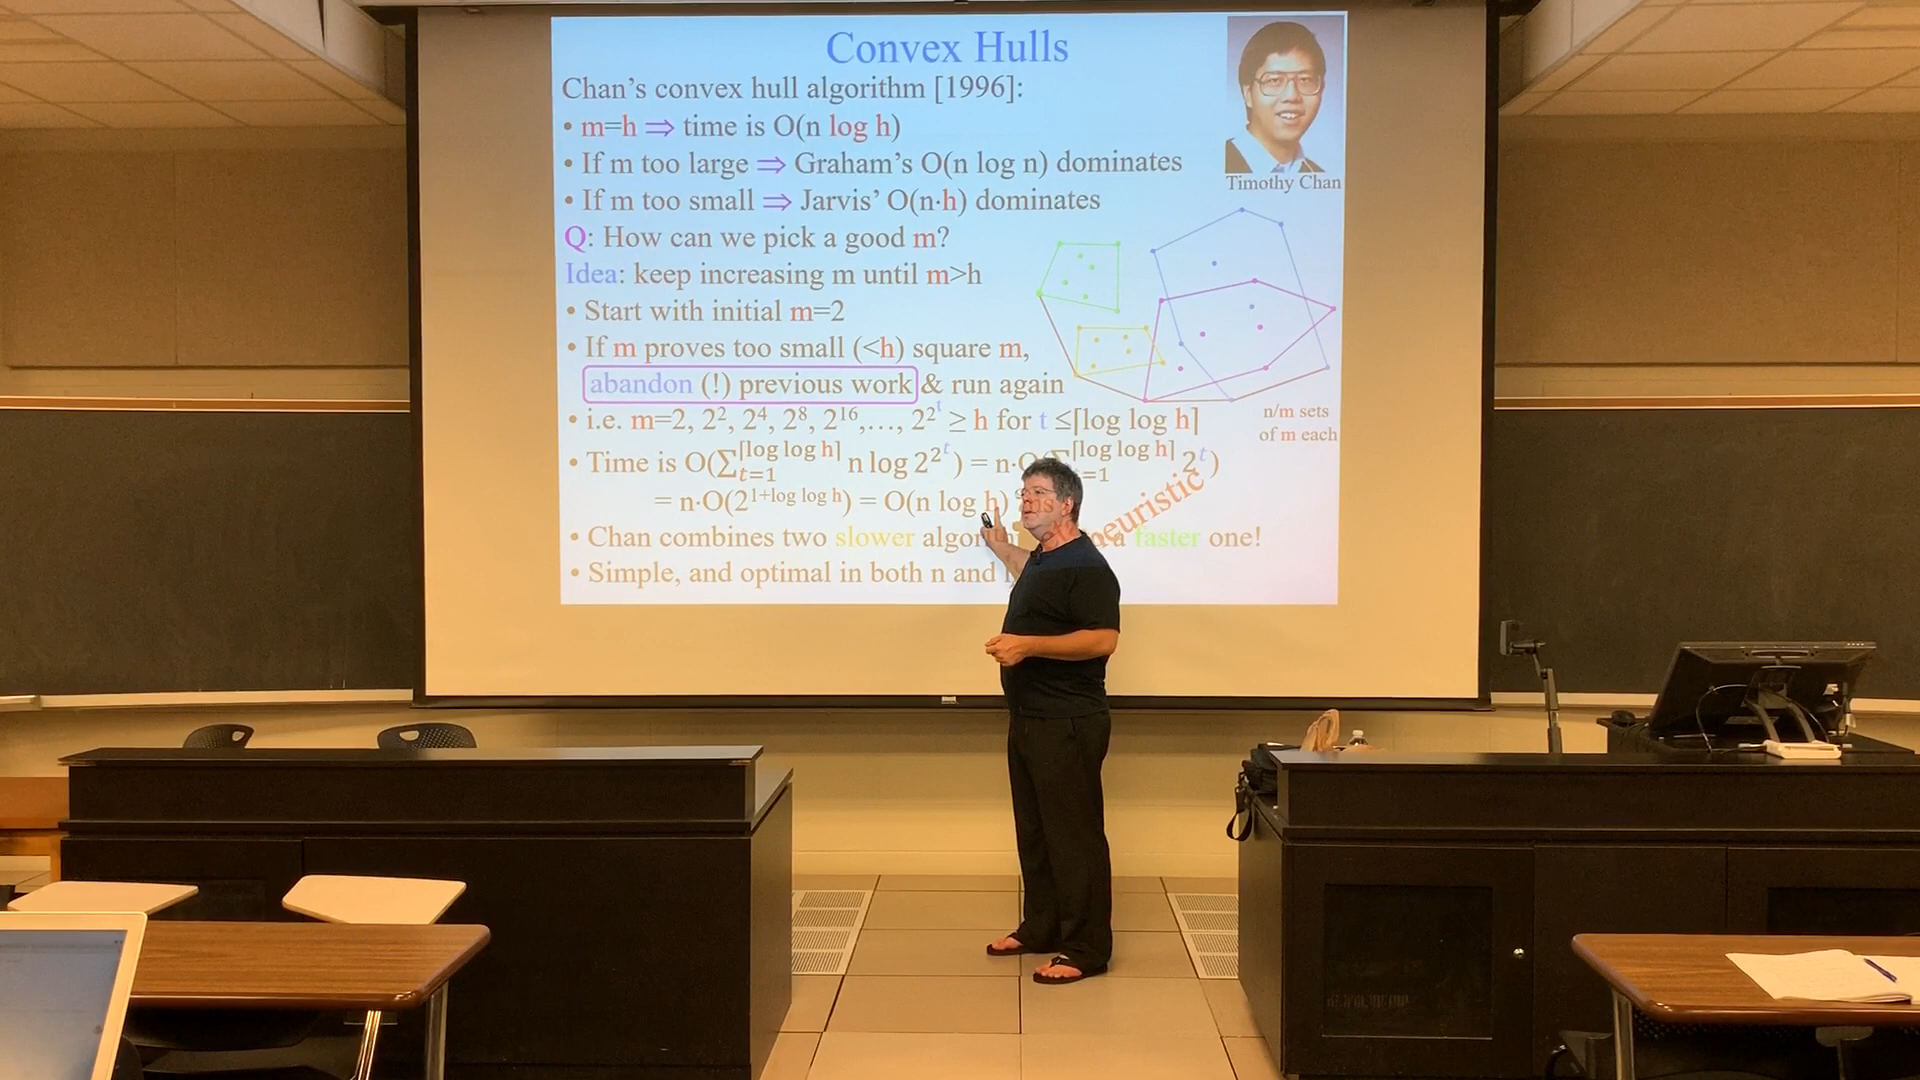 Convex Hulls
Chan's convex hull algorithm [1996]:
• m=h ⇒ time is O(n log h)
• If m too large ⇒ Graham's O(n log n) dominates
• If m too small ⇒ Jarvis' O(n·h) dominates
Timothy Chan
Q: How can we pick a good m?
Idea: keep increasing m until m>h
• Start with initial m=2
• If m proves too small (<h) square m,
abandon (!) previous work & run again
• i.e. m=2, 2², 2⁴, 2⁸, 2¹⁶,…, 2^2^t ≥ h for t ≤⌈log log h⌉
n/m sets
of m each
• Time is O(∑_{t=1}^{⌈log log h⌉} n log 2^2^t) = n·O(∑_{t=1}^{⌈log log h⌉} 2^t)
= n·O(2^{1+log log h}) = O(n log h)
heuristic
• Chan combines two slower a faster one!
• Simple, and optimal in both n and